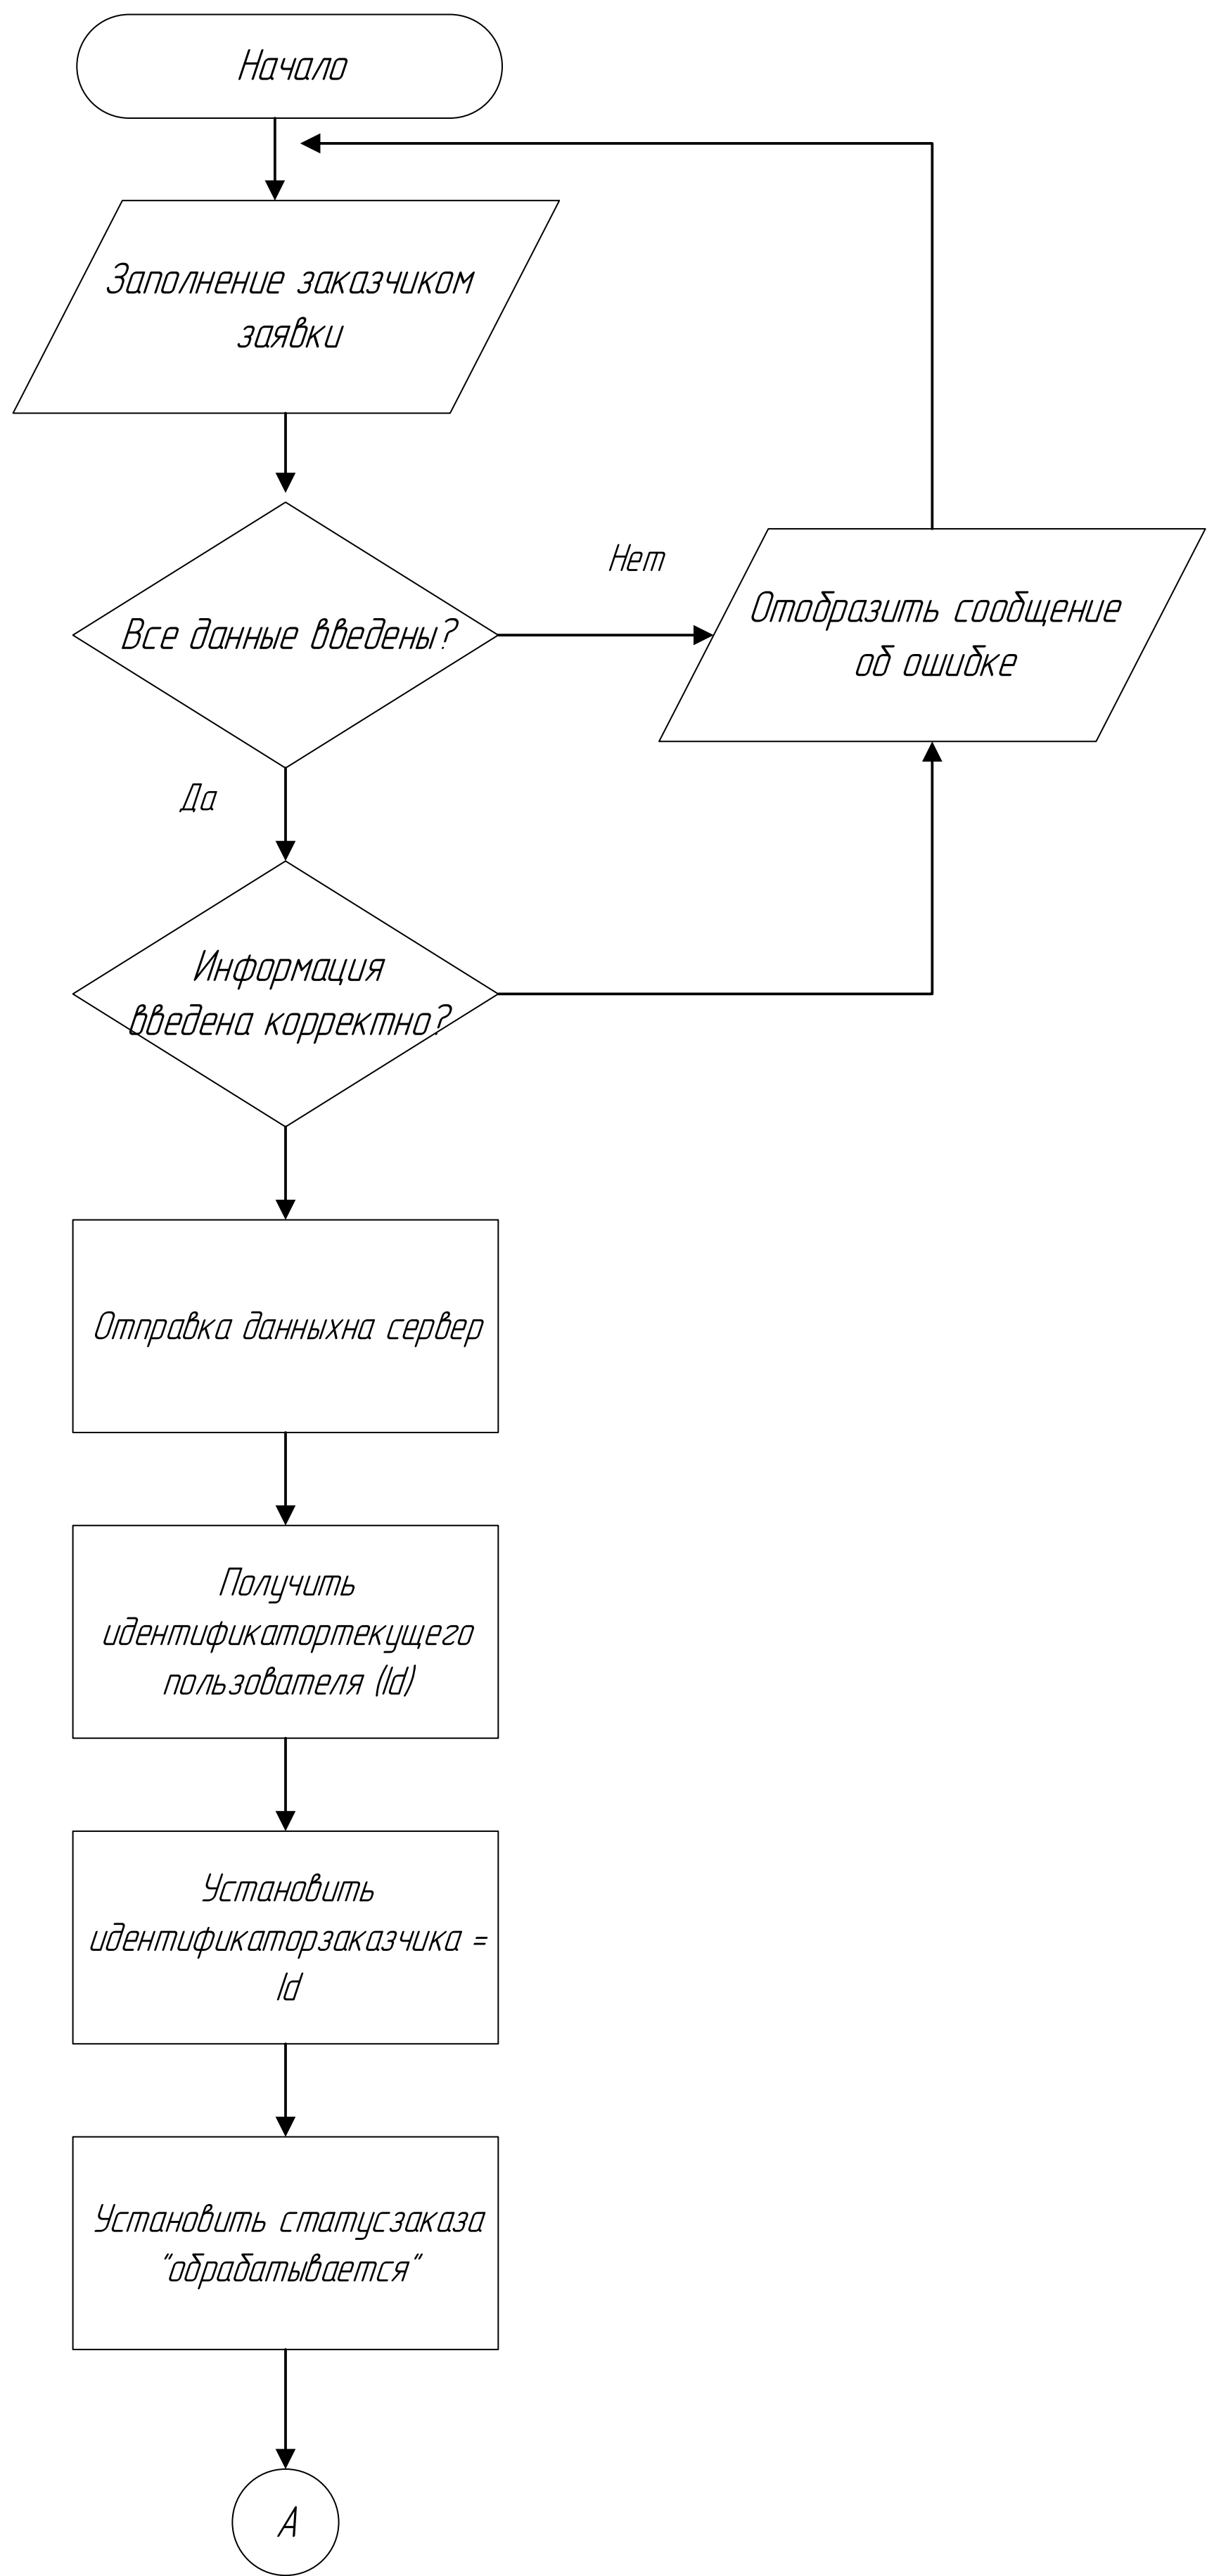 Начало
Заполнение заказчиком
заявки
Нет
Отобразить сообщение
об ошибке
Все данные введены?
Да
Информация
введена корректно?
Отправка данныхна сервер
Получить
идентификатортекущего
пользователя (Id)
Установить
идентификаторзаказчика =
Id
Установить статусзаказа
"обрабатывается"
А